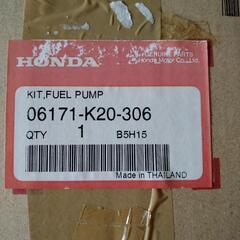 HONDA
GENUINE PARTS
Honda Motor Co., Ltd.
KIT,FUEL PUMP
06171-K20-306
QTY 1 B5H15
Made in THAILAND